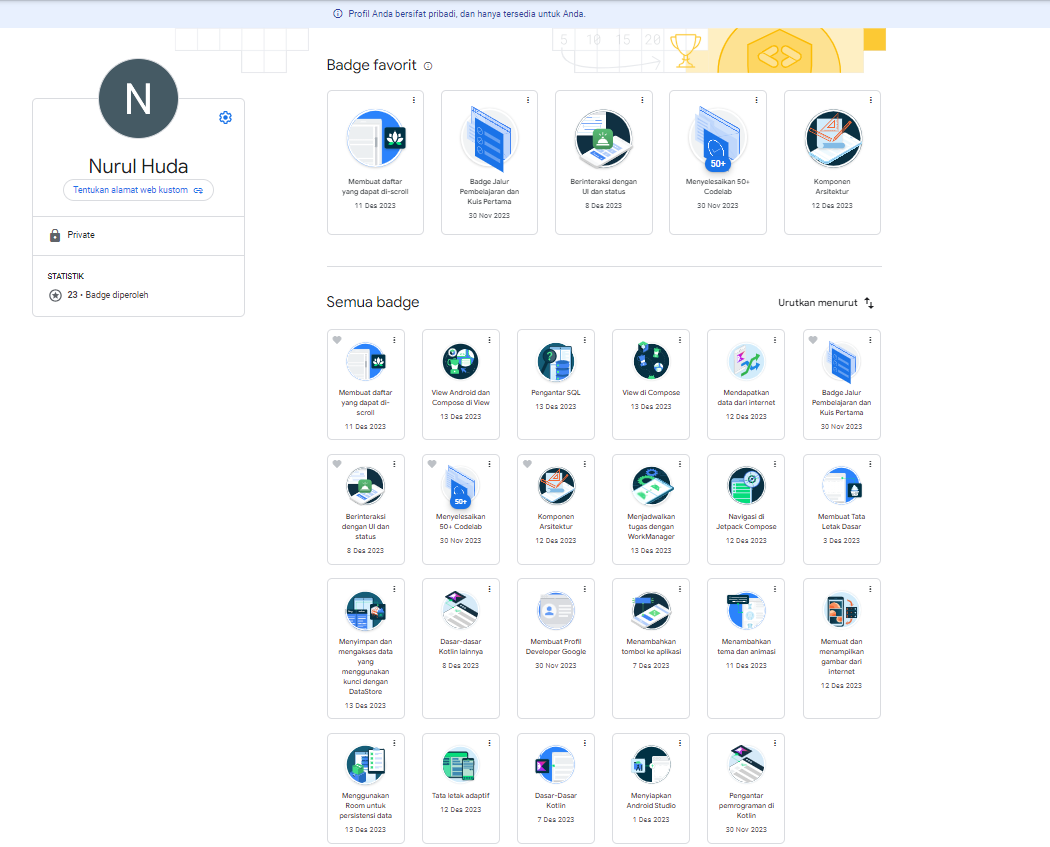 Profil Anda bersifat pribadi, dan hanya tersedia untuk Anda.
5 10 15 20
N
Nurul Huda
Tentukan alamat web kustom
Private
STATISTIK
23 • Badge diperoleh
Badge favorit
Membuat daftar
yang dapat di-scroll
11 Des 2023
Badge Jalur
Pembelajaran dan
Kuis Pertama
30 Nov 2023
Berinteraksi dengan
UI dan status
8 Des 2023
50+
Menyelesaikan 50+
Codelab
30 Nov 2023
Komponen
Arsitektur
12 Des 2023
Semua badge
Urutkan menurut
Membuat daftar
yang dapat di-
scroll
11 Des 2023
View Android dan
Compose di View
13 Des 2023
Pengantar SQL
13 Des 2023
View di Compose
13 Des 2023
Mendapatkan
data dari internet
12 Des 2023
Badge Jalur
Pembelajaran dan
Kuis Pertama
30 Nov 2023
Berinteraksi
dengan UI dan
status
8 Des 2023
50+
Menyelesaikan
50+ Codelab
30 Nov 2023
Komponen
Arsitektur
12 Des 2023
Menjadwalkan
tugas dengan
WorkManager
13 Des 2023
Navigasi di
Jetpack Compose
12 Des 2023
Membuat Tata
Letak Dasar
3 Des 2023
Menyimpan dan
mengakses data
yang
menggunakan
kunci dengan
DataStore
13 Des 2023
Dasar-dasar
Kotlin lainnya
8 Des 2023
Membuat Profil
Developer Google
30 Nov 2023
Menambahkan
tombol ke aplikasi
7 Des 2023
Menambahkan
tema dan animasi
11 Des 2023
Memuat dan
menampilkan
gambar dari
internet
12 Des 2023
Menggunakan
Room untuk
persistensi data
13 Des 2023
Tata letak adaptif
12 Des 2023
Dasar-Dasar
Kotlin
7 Des 2023
Menyiapkan
Android Studio
1 Des 2023
Pengantar
pemrograman di
Kotlin
30 Nov 2023